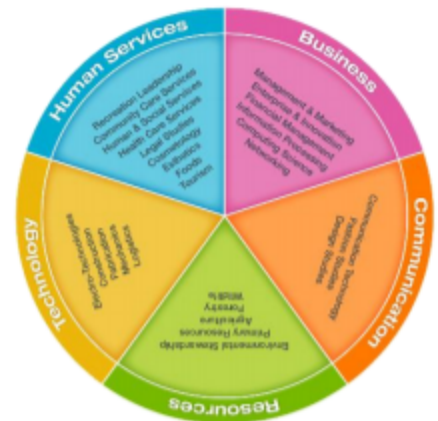 Human Services
Recreation Leadership
Community Care Services
Human & Social Services
Health Care Services
Legal Studies
Cosmetology
Esthetics
Foods
Tourism
Business
Management & Marketing
Enterprise & Innovation
Financial Management
Information Processing
Computing Science
Networking
Communication
Communication Technology
Fashion Studies
Design Studies
Resources
Environmental Stewardship
Primary Resources
Agriculture
Forestry
Wildlife
Technology
Electro-Technologies
Construction
Fabrication
Mechanics
Logistics